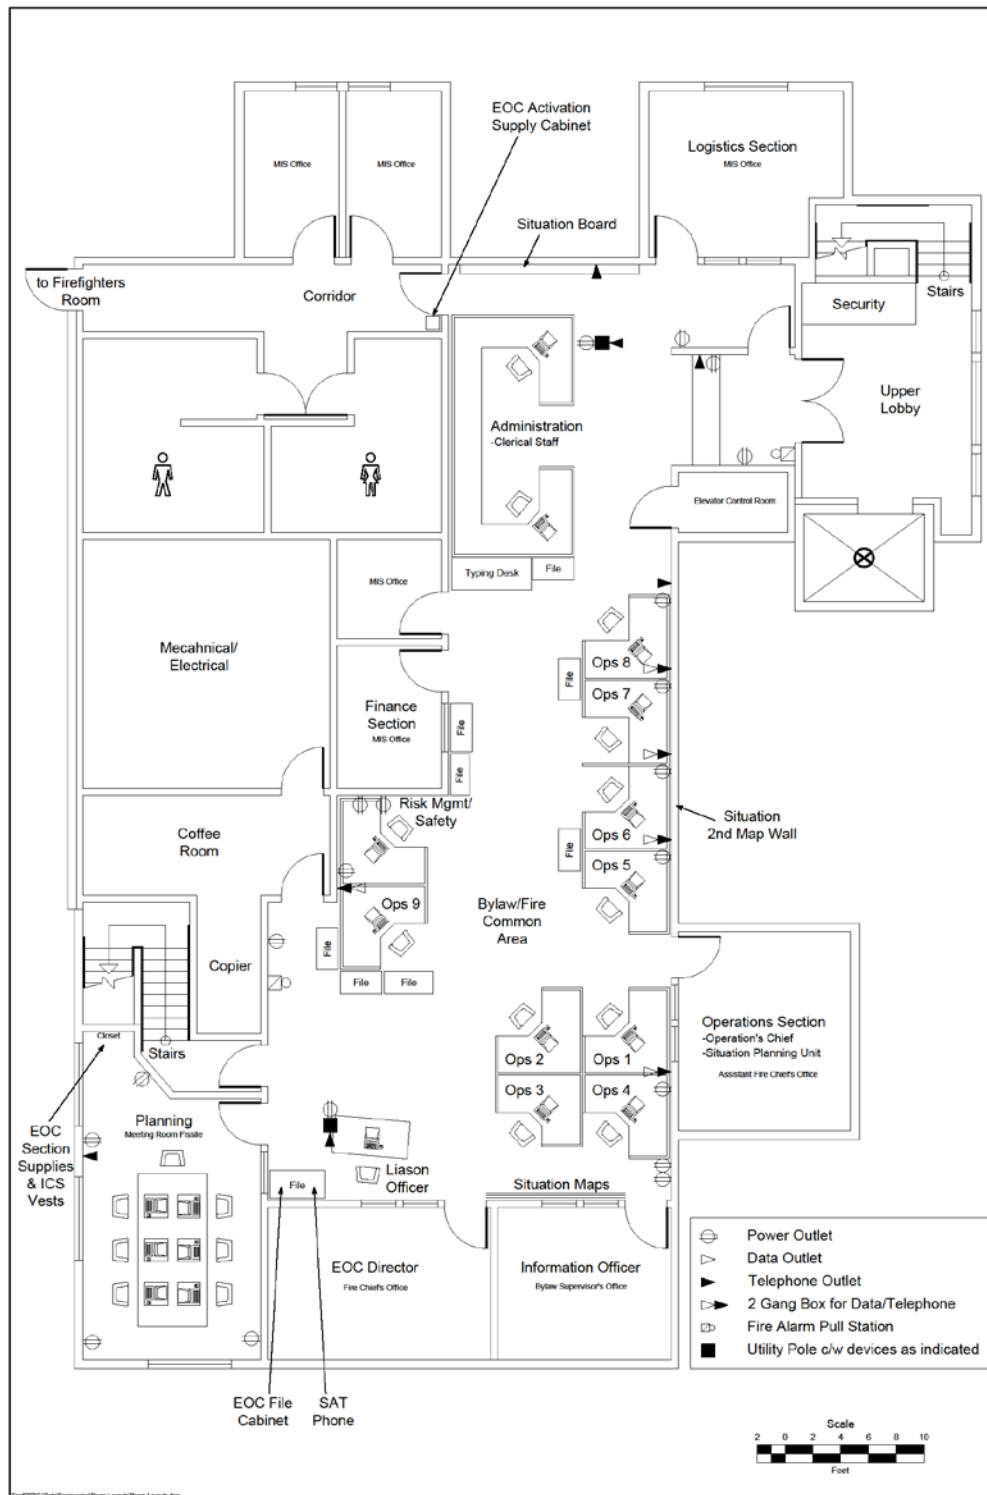 EOC Activation
Supply Cabinet
Logistics Section
MIS Office
MIS Office
MIS Office
Situation Board
to Firefighters
Room
Corridor
Stairs
Security
Upper
Lobby
Administration
-Clerical Staff
Elevator Control Room
Typing Desk
File
MIS Office
Mecahnical/
Electrical
Ops 8
File
Ops 7
Finance
Section
MIS Office
File
File
Risk Mgmt/
Safety
Situation
2nd Map Wall
Coffee
Room
Ops 6
File
Ops 5
Ops 9
Bylaw/Fire
Common
Area
File
Copier
File
File
Operations Section
-Operation's Chief
-Situation Planning Unit
Assistant Fire Chief's Office
Closet
Stairs
Ops 2
Ops 1
Ops 3
Ops 4
EOC
Section
Supplies
& ICS
Vests
Planning
Meeting Room Fissile
Liason
Officer
File
Situation Maps
EOC Director
Fire Chief's Office
Information Officer
Bylaw Supervisor's Office
Power Outlet
Data Outlet
Telephone Outlet
2 Gang Box for Data/Telephone
Fire Alarm Pull Station
Utility Pole c/w devices as indicated
EOC File
Cabinet
SAT
Phone
Scale
2 0 2 4 6 8 10
Feet